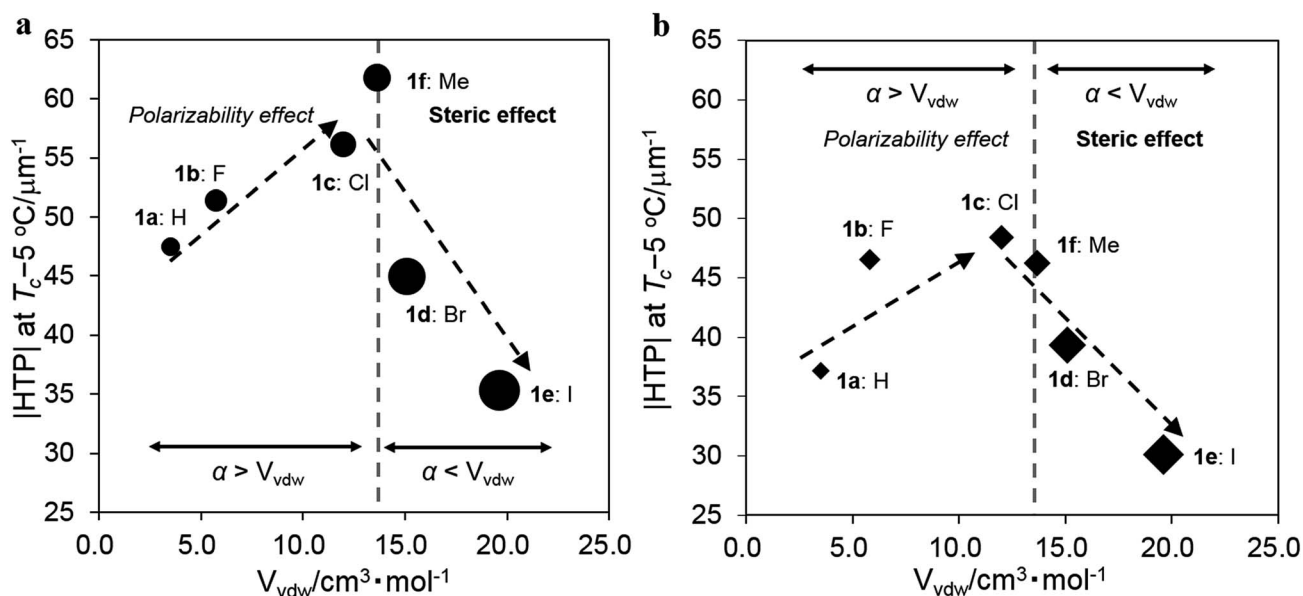 a
65
60
55
50
45
40
35
30
25
|HTP| at Tc−5 ºC/μm-1
1f: Me
Polarizability effect
Steric effect
1b: F
1c: Cl
1a: H
1d: Br
1e: I
α > Vvdw
α < Vvdw
0.0 5.0 10.0 15.0 20.0 25.0
Vvdw/cm3・mol-1
b
65
60
55
50
45
40
35
30
25
|HTP| at Tc−5 ºC/μm-1
α > Vvdw
α < Vvdw
Polarizability effect
Steric effect
1c: Cl
1b: F
1f: Me
1a: H
1d: Br
1e: I
0.0 5.0 10.0 15.0 20.0 25.0
Vvdw/cm3・mol-1